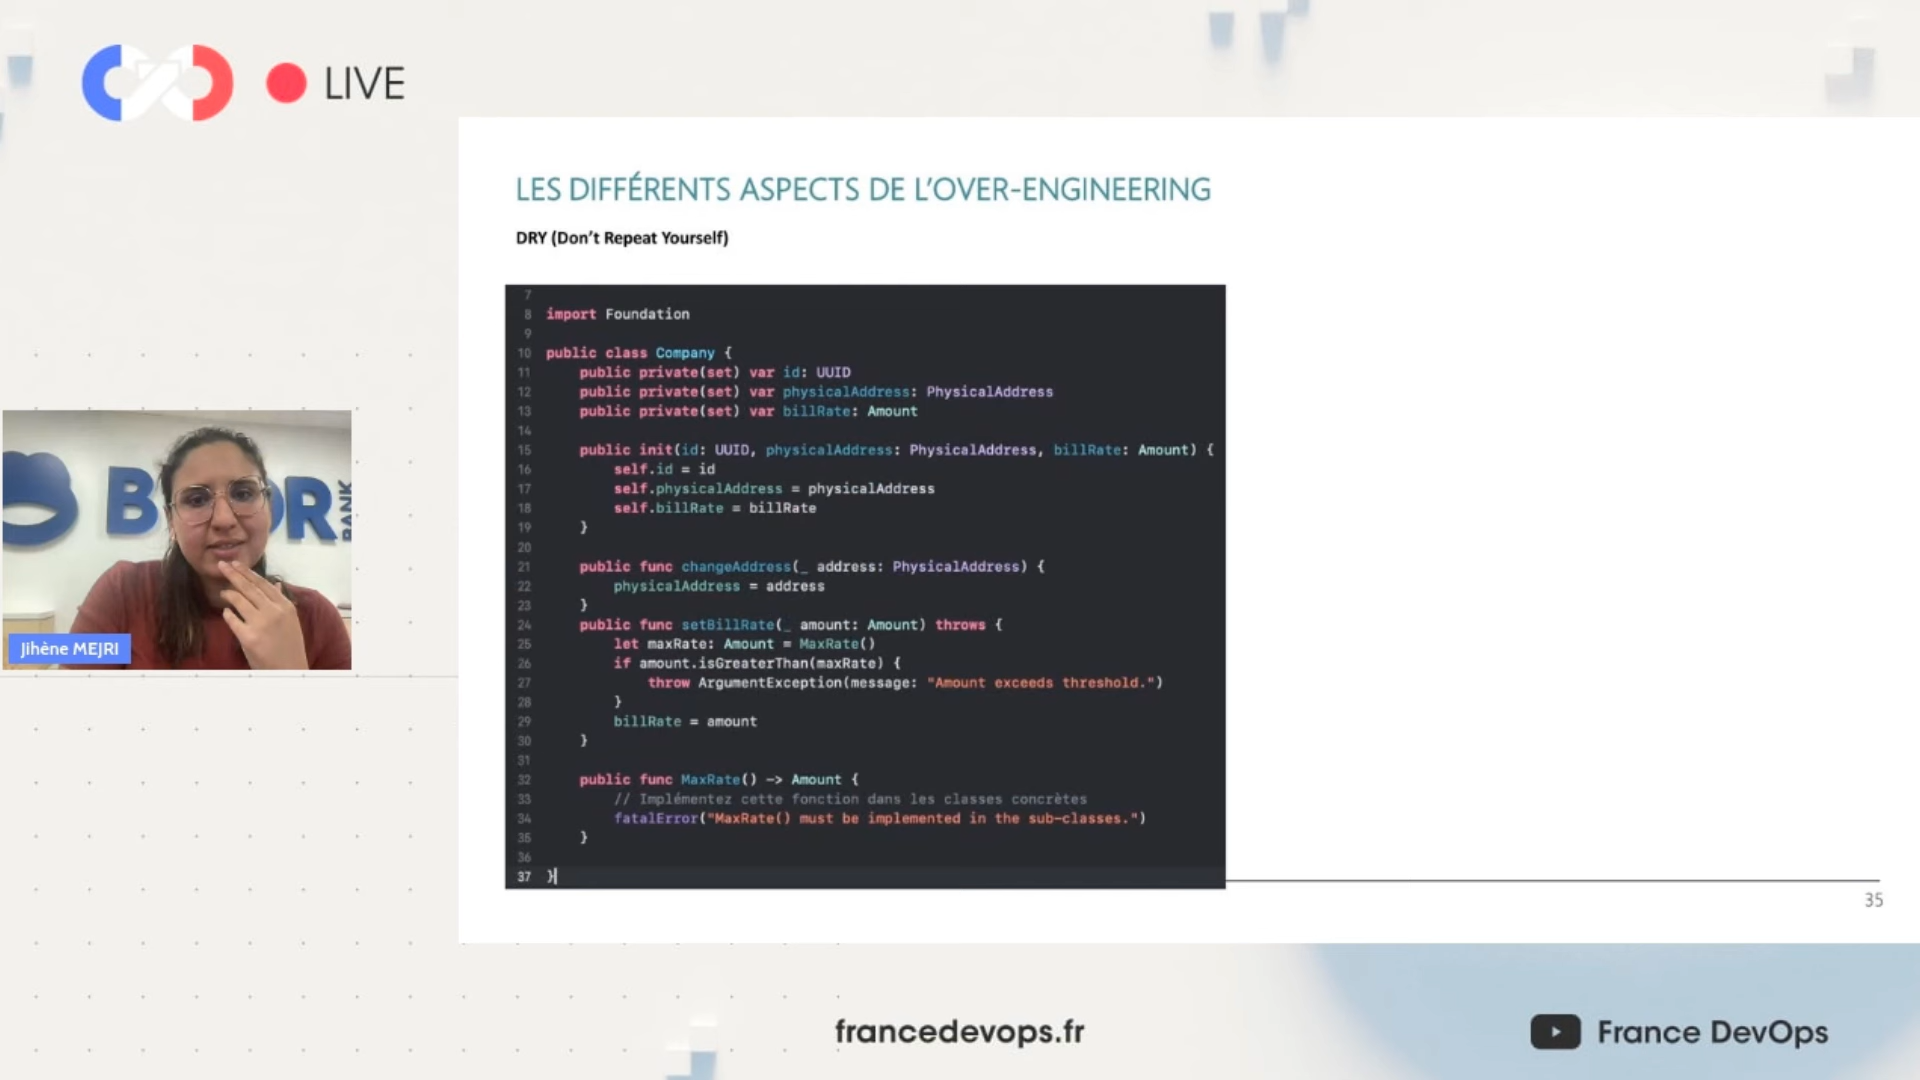 LIVE
LES DIFFÉRENTS ASPECTS DE L'OVER-ENGINEERING
DRY (Don't Repeat Yourself)
7
8 import Foundation
9
10 public class Company {
11 public private(set) var id: UUID
12 public private(set) var physicalAddress: PhysicalAddress
13 public private(set) var billRate: Amount
14
15 public init(id: UUID, physicalAddress: PhysicalAddress, billRate: Amount) {
16 self.id = id
17 self.physicalAddress = physicalAddress
18 self.billRate = billRate
19 }
20
21 public func changeAddress(_ address: PhysicalAddress) {
22 physicalAddress = address
23 }
24 public func setBillRate(_ amount: Amount) throws {
25 let maxRate: Amount = MaxRate()
26 if amount.isGreaterThan(maxRate) {
27 throw ArgumentException(message: "Amount exceeds threshold.")
28 }
29 billRate = amount
30 }
31
32 public func MaxRate() -> Amount {
33 // Implémentez cette fonction dans les classes concrètes
34 fatalError("MaxRate() must be implemented in the sub-classes.")
35 }
36
37 }
35
BANK
Jihène MEJRI
francedevops.fr
France DevOps